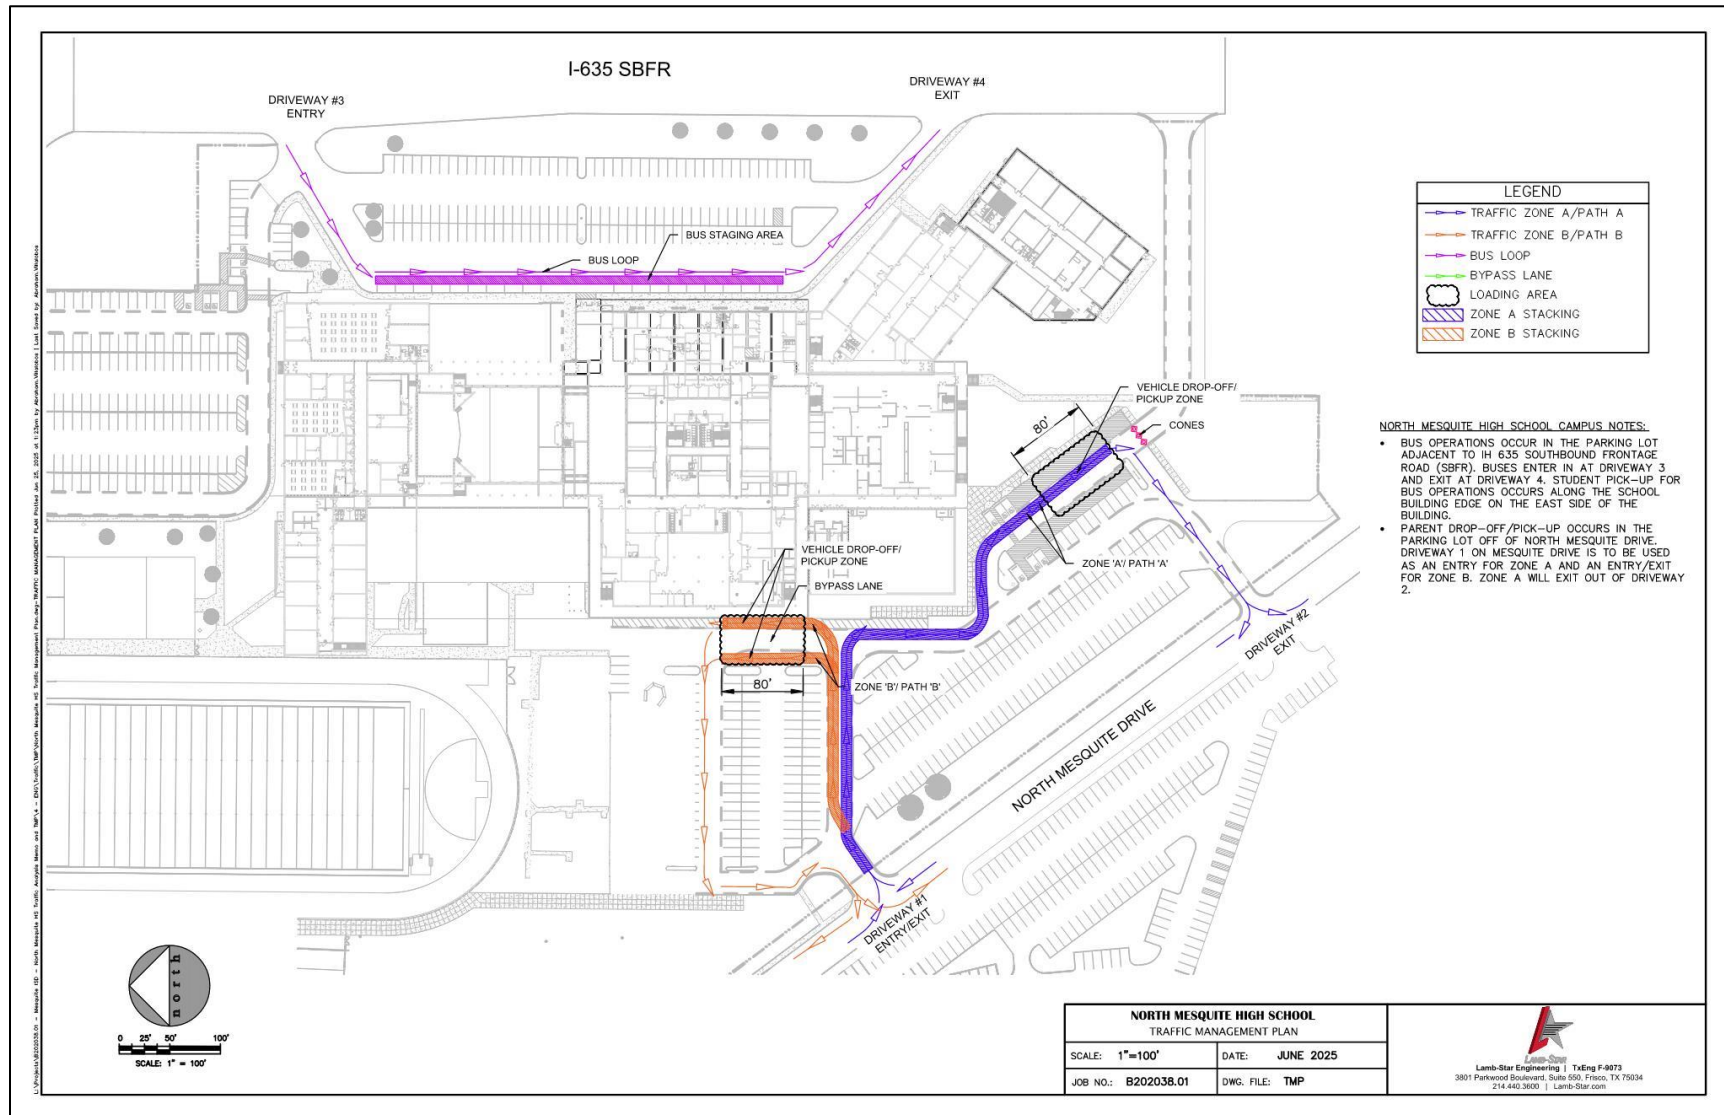 I-635 SBFR
DRIVEWAY #3
ENTRY
DRIVEWAY #4
EXIT
BUS STAGING AREA
BUS LOOP
LEGEND
TRAFFIC ZONE A/PATH A
TRAFFIC ZONE B/PATH B
BUS LOOP
BYPASS LANE
LOADING AREA
ZONE A STACKING
ZONE B STACKING
VEHICLE DROP-OFF/
PICKUP ZONE
80'
CONES
NORTH MESQUITE HIGH SCHOOL CAMPUS NOTES:
• BUS OPERATIONS OCCUR IN THE PARKING LOT
ADJACENT TO IH 635 SOUTHBOUND FRONTAGE
ROAD (SBFR). BUSES ENTER IN AT DRIVEWAY 3
AND EXIT AT DRIVEWAY 4. STUDENT PICK-UP FOR
BUS OPERATIONS OCCURS ALONG THE SCHOOL
BUILDING EDGE ON THE EAST SIDE OF THE
BUILDING.
• PARENT DROP-OFF/PICK-UP OCCURS IN THE
PARKING LOT OFF OF NORTH MESQUITE DRIVE.
DRIVEWAY 1 ON MESQUITE DRIVE IS TO BE USED
AS AN ENTRY FOR ZONE A AND AN ENTRY/EXIT
FOR ZONE B. ZONE A WILL EXIT OUT OF DRIVEWAY
2.
VEHICLE DROP-OFF/
PICKUP ZONE
BYPASS LANE
ZONE 'A'/ PATH 'A'
ZONE 'B'/ PATH 'B'
80'
DRIVEWAY #2
EXIT
NORTH MESQUITE DRIVE
DRIVEWAY #1
ENTRY/EXIT
north
0 25' 50' 100'
SCALE: 1" = 100'
NORTH MESQUITE HIGH SCHOOL
TRAFFIC MANAGEMENT PLAN
SCALE: 1"=100'
DATE: JUNE 2025
JOB NO.: B202038.01
DWG. FILE: TMP
LAMB-STAR
Lamb-Star Engineering | TxEng F-9073
3801 Parkwood Boulevard, Suite 550, Frisco, TX 75034
214.440.3600 | Lamb-Star.com